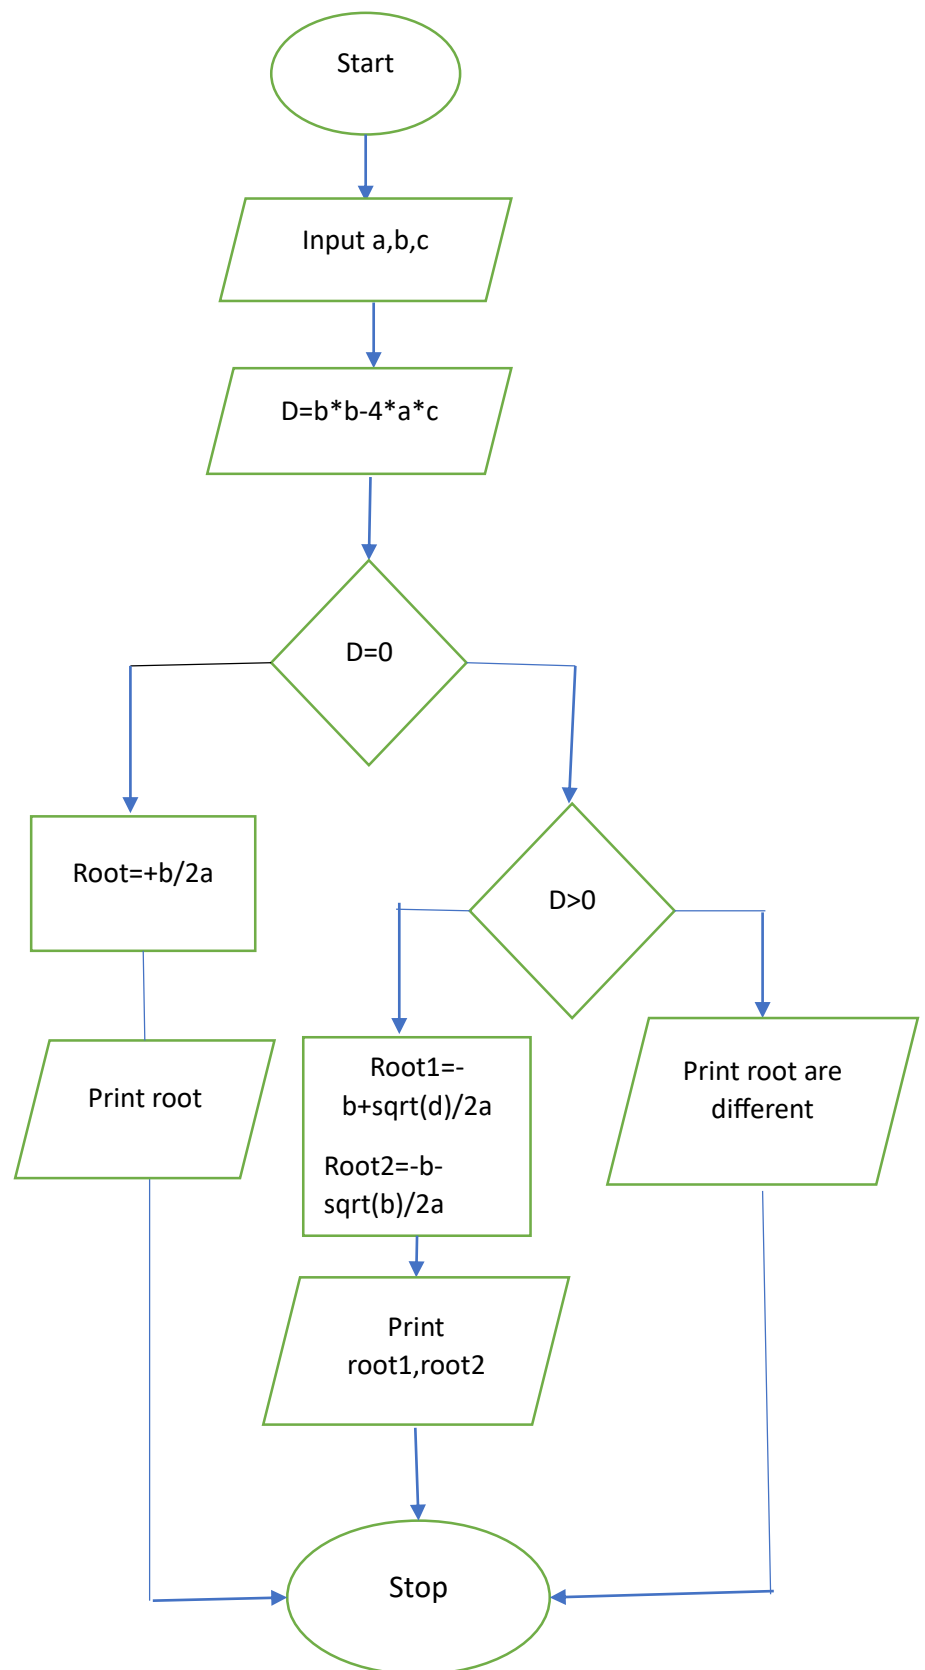 Start
Input a,b,c
D=b*b-4*a*c
D=0
Root=+b/2a
D>0
Root1=-
b+sqrt(d)/2a
Root2=-b-
sqrt(b)/2a
Print root are
different
Print root
Print
root1,root2
Stop